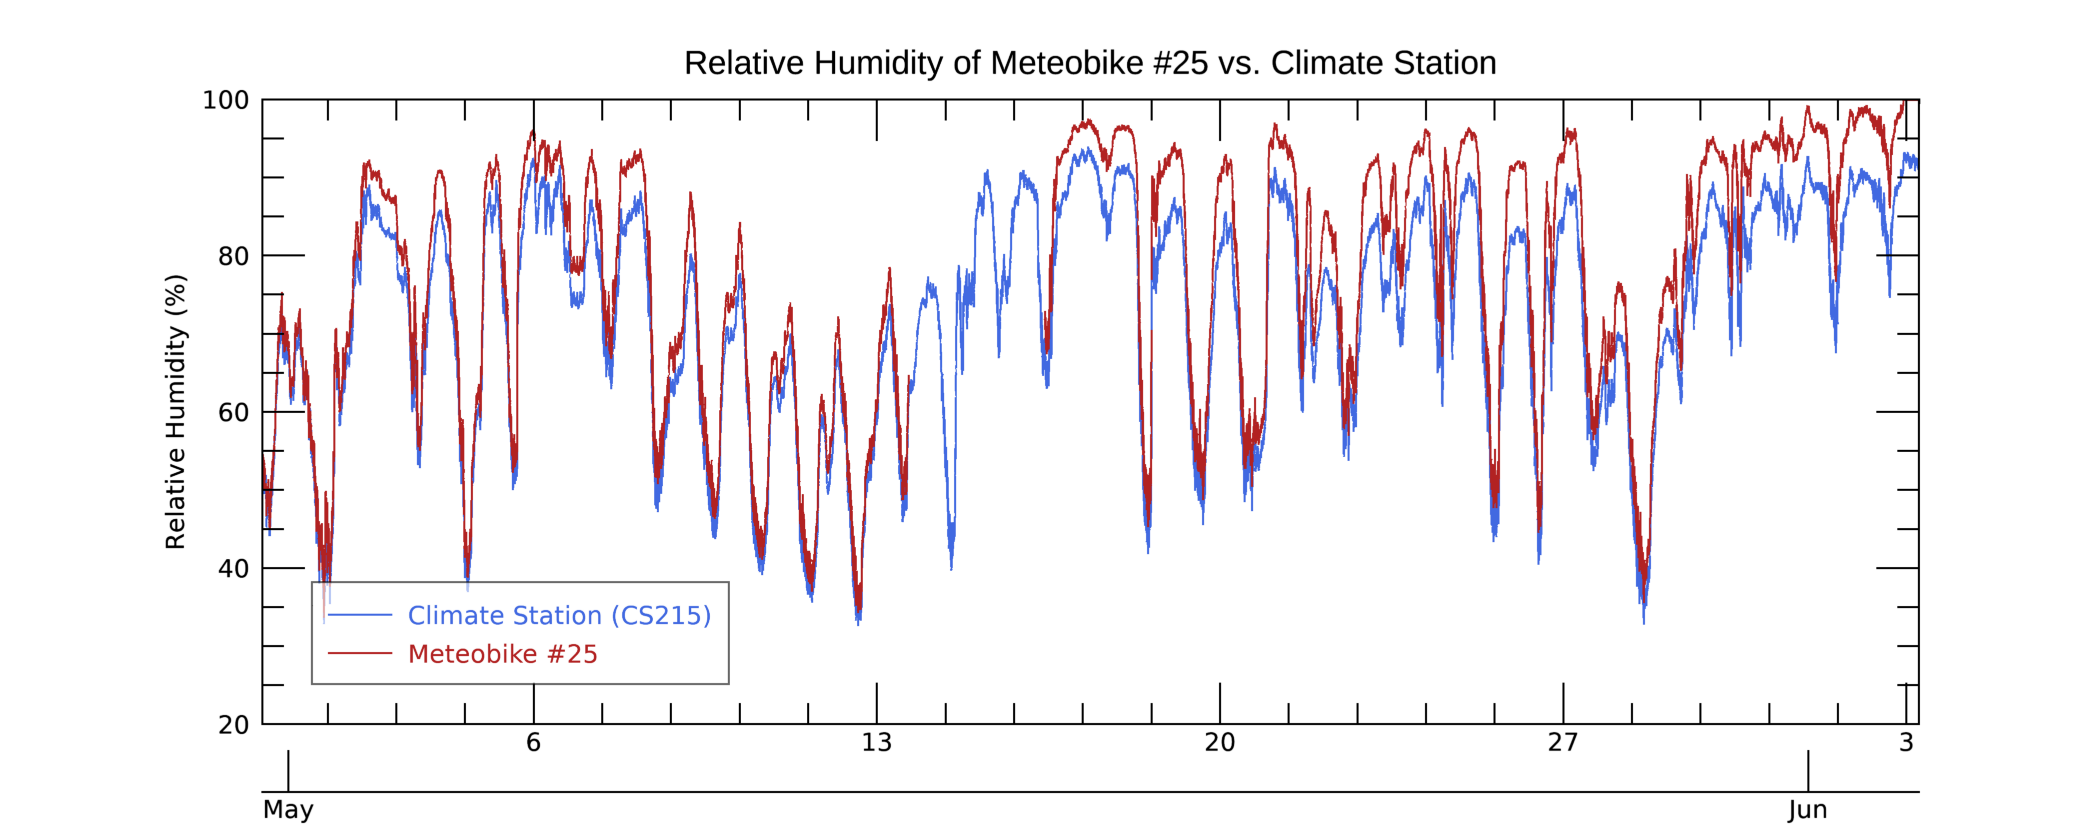 Relative Humidity of Meteobike #25 vs. Climate Station
Relative Humidity (%)
100
80
60
40
20
Climate Station (CS215)
Meteobike #25
6 13 20 27 3
May Jun